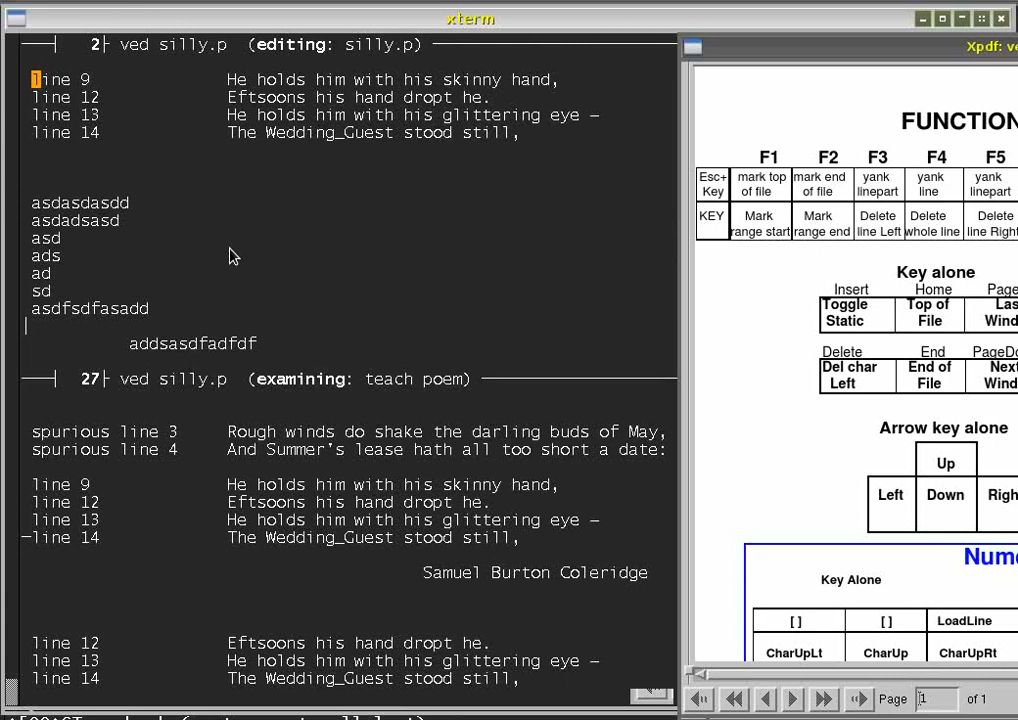 xterm
2 ved silly.p (editing: silly.p)
line 9 He holds him with his skinny hand,
line 12 Eftsoons his hand dropt he.
line 13 He holds him with his glittering eye –
line 14 The Wedding_Guest stood still,
asdasdasdd
asdadsasd
asd
ads
ad
sd
asdfsdfasadd
addsasdfadfdf
27 ved silly.p (examining: teach poem)
spurious line 3 Rough winds do shake the darling buds of May,
spurious line 4 And Summer's lease hath all too short a date:
line 9 He holds him with his skinny hand,
line 12 Eftsoons his hand dropt he.
line 13 He holds him with his glittering eye –
line 14 The Wedding_Guest stood still,
Samuel Burton Coleridge
line 12 Eftsoons his hand dropt he.
line 13 He holds him with his glittering eye –
line 14 The Wedding_Guest stood still,
Xpdf: ve
FUNCTION
F1 F2 F3 F4 F5
Esc+ mark top mark end yank yank yank
Key of file of file linepart line linepart
KEY Mark Mark Delete Delete Delete
range start range end line Left whole line line Right
Key alone
Insert Home Page
Toggle Top of Las
Static File Wind
Delete End PageDo
Del char End of Next
Left File Wind
Arrow key alone
Up
Left Down Righ
Nume
Key Alone
[ ] [ ] LoadLine
CharUpLt CharUp CharUpRt
Page 1 of 1